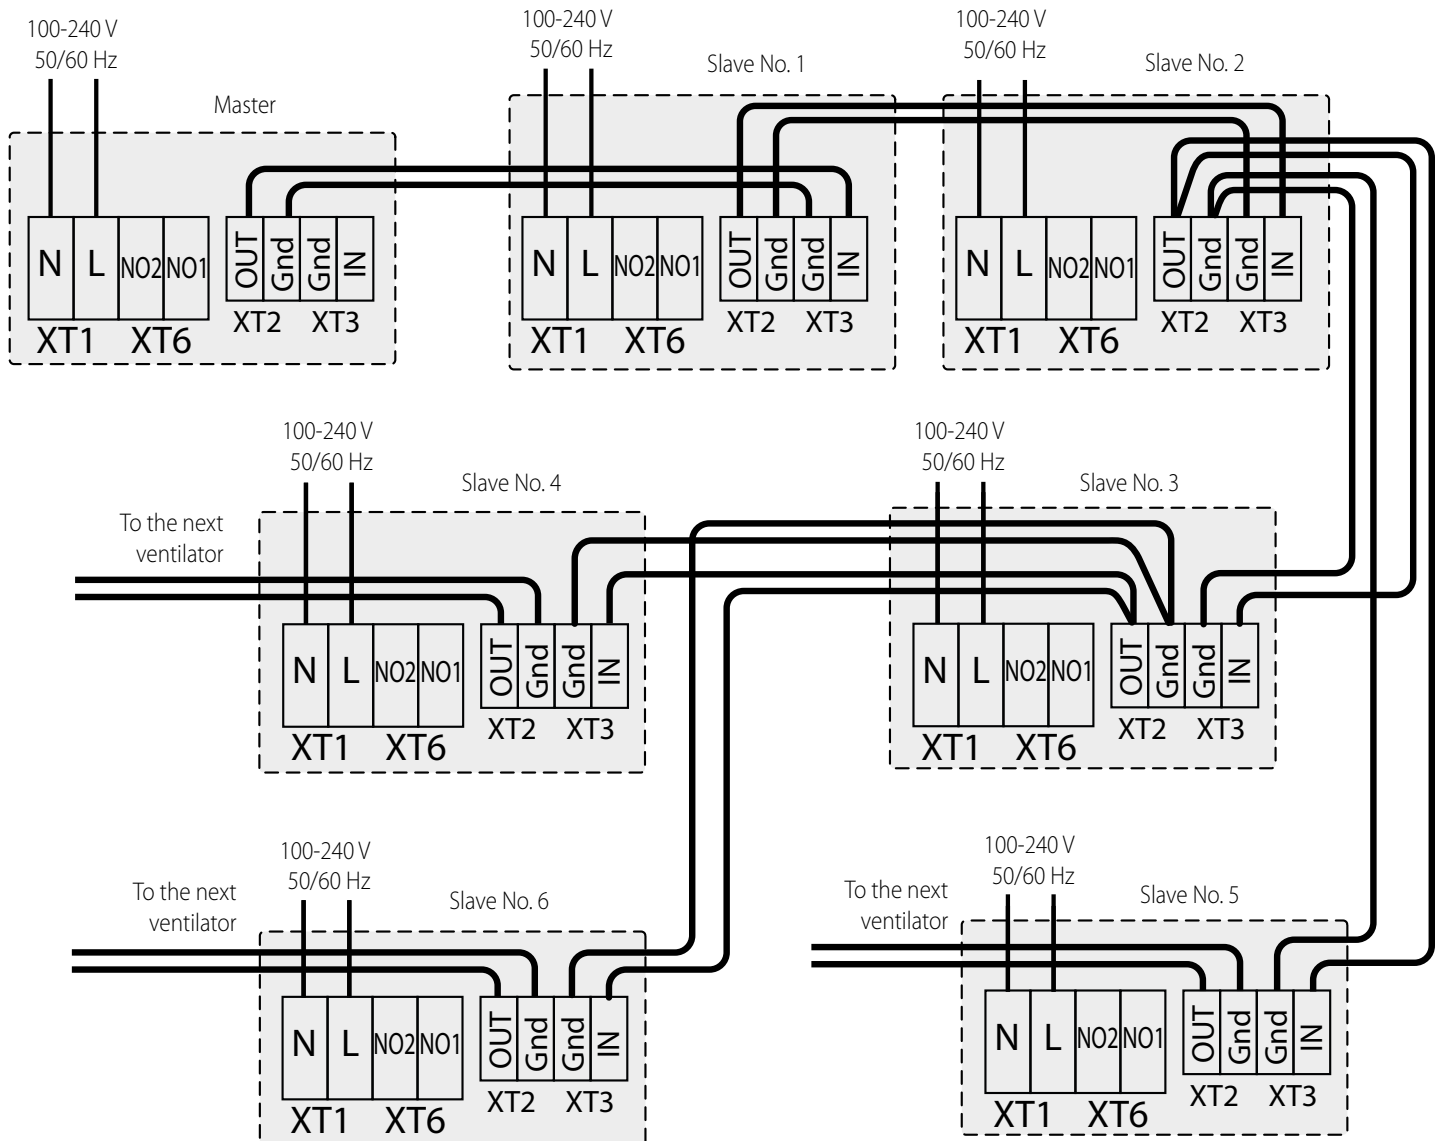 100-240 V
50/60 Hz
Master
N L NO2 NO1
OUT Gnd Gnd IN
XT1 XT6
XT2 XT3
100-240 V
50/60 Hz
Slave No. 1
N L NO2 NO1
OUT Gnd Gnd IN
XT1 XT6
XT2 XT3
100-240 V
50/60 Hz
Slave No. 2
N L NO2 NO1
OUT Gnd Gnd IN
XT1 XT6
XT2 XT3
To the next
ventilator
100-240 V
50/60 Hz
Slave No. 4
N L NO2 NO1
OUT Gnd Gnd IN
XT1 XT6
XT2 XT3
100-240 V
50/60 Hz
Slave No. 3
N L NO2 NO1
OUT Gnd Gnd IN
XT1 XT6
XT2 XT3
To the next
ventilator
100-240 V
50/60 Hz
Slave No. 6
N L NO2 NO1
OUT Gnd Gnd IN
XT1 XT6
XT2 XT3
To the next
ventilator
100-240 V
50/60 Hz
Slave No. 5
N L NO2 NO1
OUT Gnd Gnd IN
XT1 XT6
XT2 XT3